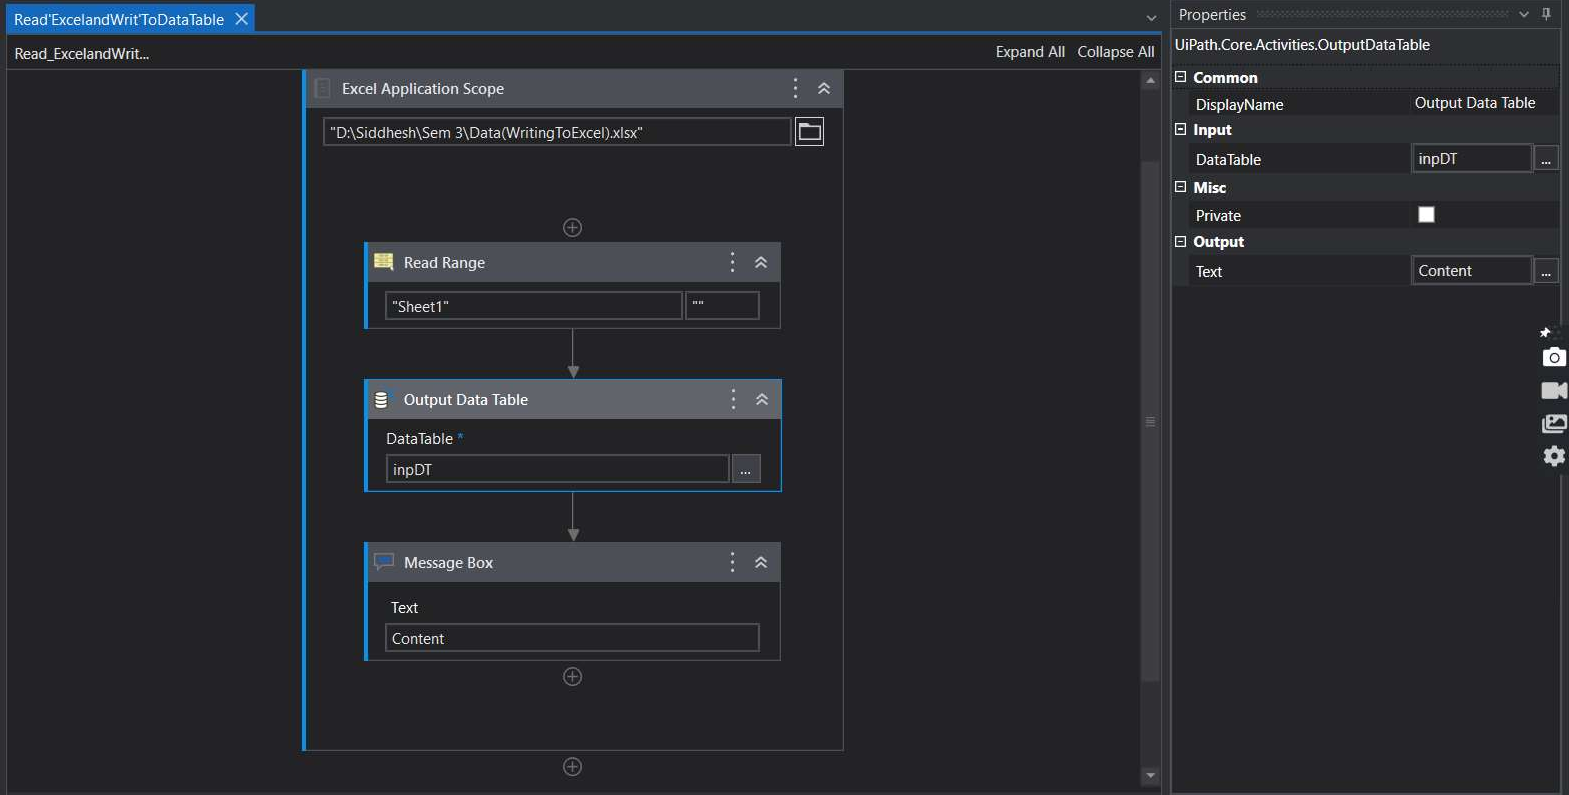 Read'ExcelandWrit'ToDataTable
Read_ExcelandWrit...
Expand All Collapse All
Excel Application Scope
"D:\Siddhesh\Sem 3\Data(WritingToExcel).xlsx"
Read Range
"Sheet1" ""
Output Data Table
DataTable *
inpDT ...
Message Box
Text
Content
Properties
UiPath.Core.Activities.OutputDataTable
Common
DisplayName Output Data Table
Input
DataTable inpDT ...
Misc
Private
Output
Text Content ...